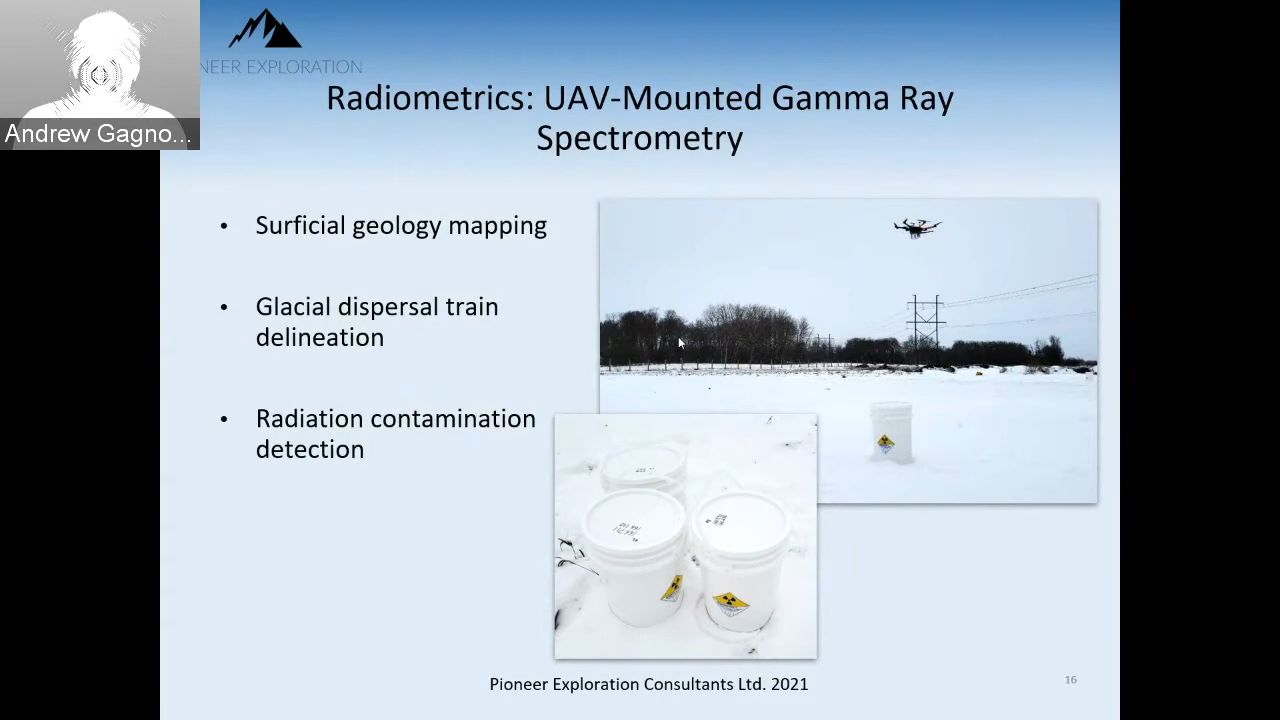 NEER EXPLORATION
Andrew Gagno...
Radiometrics: UAV-Mounted Gamma Ray
Spectrometry
• Surficial geology mapping
• Glacial dispersal train
delineation
• Radiation contamination
detection
Pioneer Exploration Consultants Ltd. 2021
16